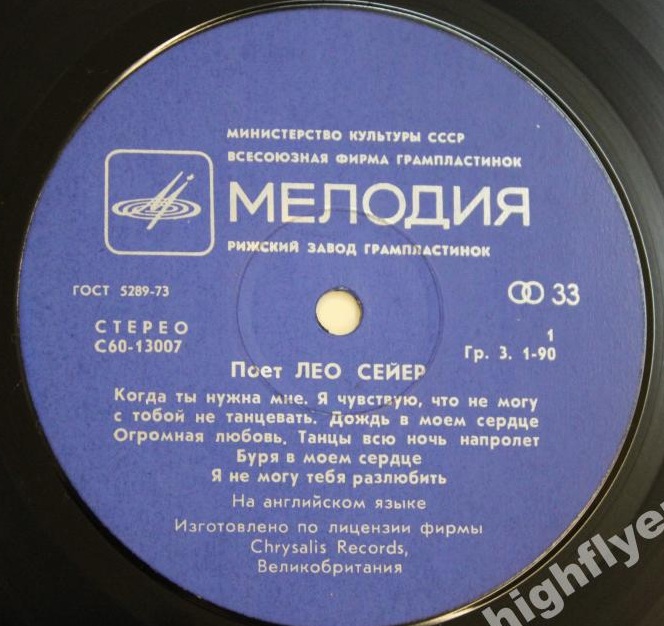 МИНИСТЕРСТВО КУЛЬТУРЫ СССР
ВСЕСОЮЗНАЯ ФИРМА ГРАМПЛАСТИНОК
МЕЛОДИЯ
РИЖСКИЙ ЗАВОД ГРАМПЛАСТИНОК
ГОСТ 5289-73
33
СТЕРЕО
С60-13007
1
Гр. 3. 1-90
Поет ЛЕО СЕЙЕР
Когда ты нужна мне. Я чувствую, что не могу
с тобой не танцевать. Дождь в моем сердце
Огромная любовь. Танцы всю ночь напролет
Буря в моем сердце
Я не могу тебя разлюбить
На английском языке
Изготовлено по лицензии фирмы
Chrysalis Records,
Великобритания
highflye